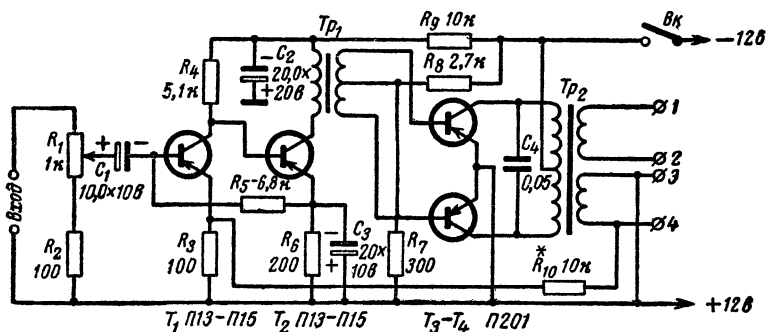 Тр₁
R₉ 10к
Вк
−12в
R₄
5,1к
− C₂
20,0×
+ 20в
R₈ 2,7к
Тр₂
1
2
3
4
Вход
R₁
1к
+ −
C₁
10,0×10в
R₅-6,8к
C₄
0,05
R₂
100
R₃
100
R₆
200
−
+
C₃
20×
10в
R₇
300
*
R₁₀ 10к
+12в
T₁ П13-П15
T₂ П13-П15
T₃-T₄ П201